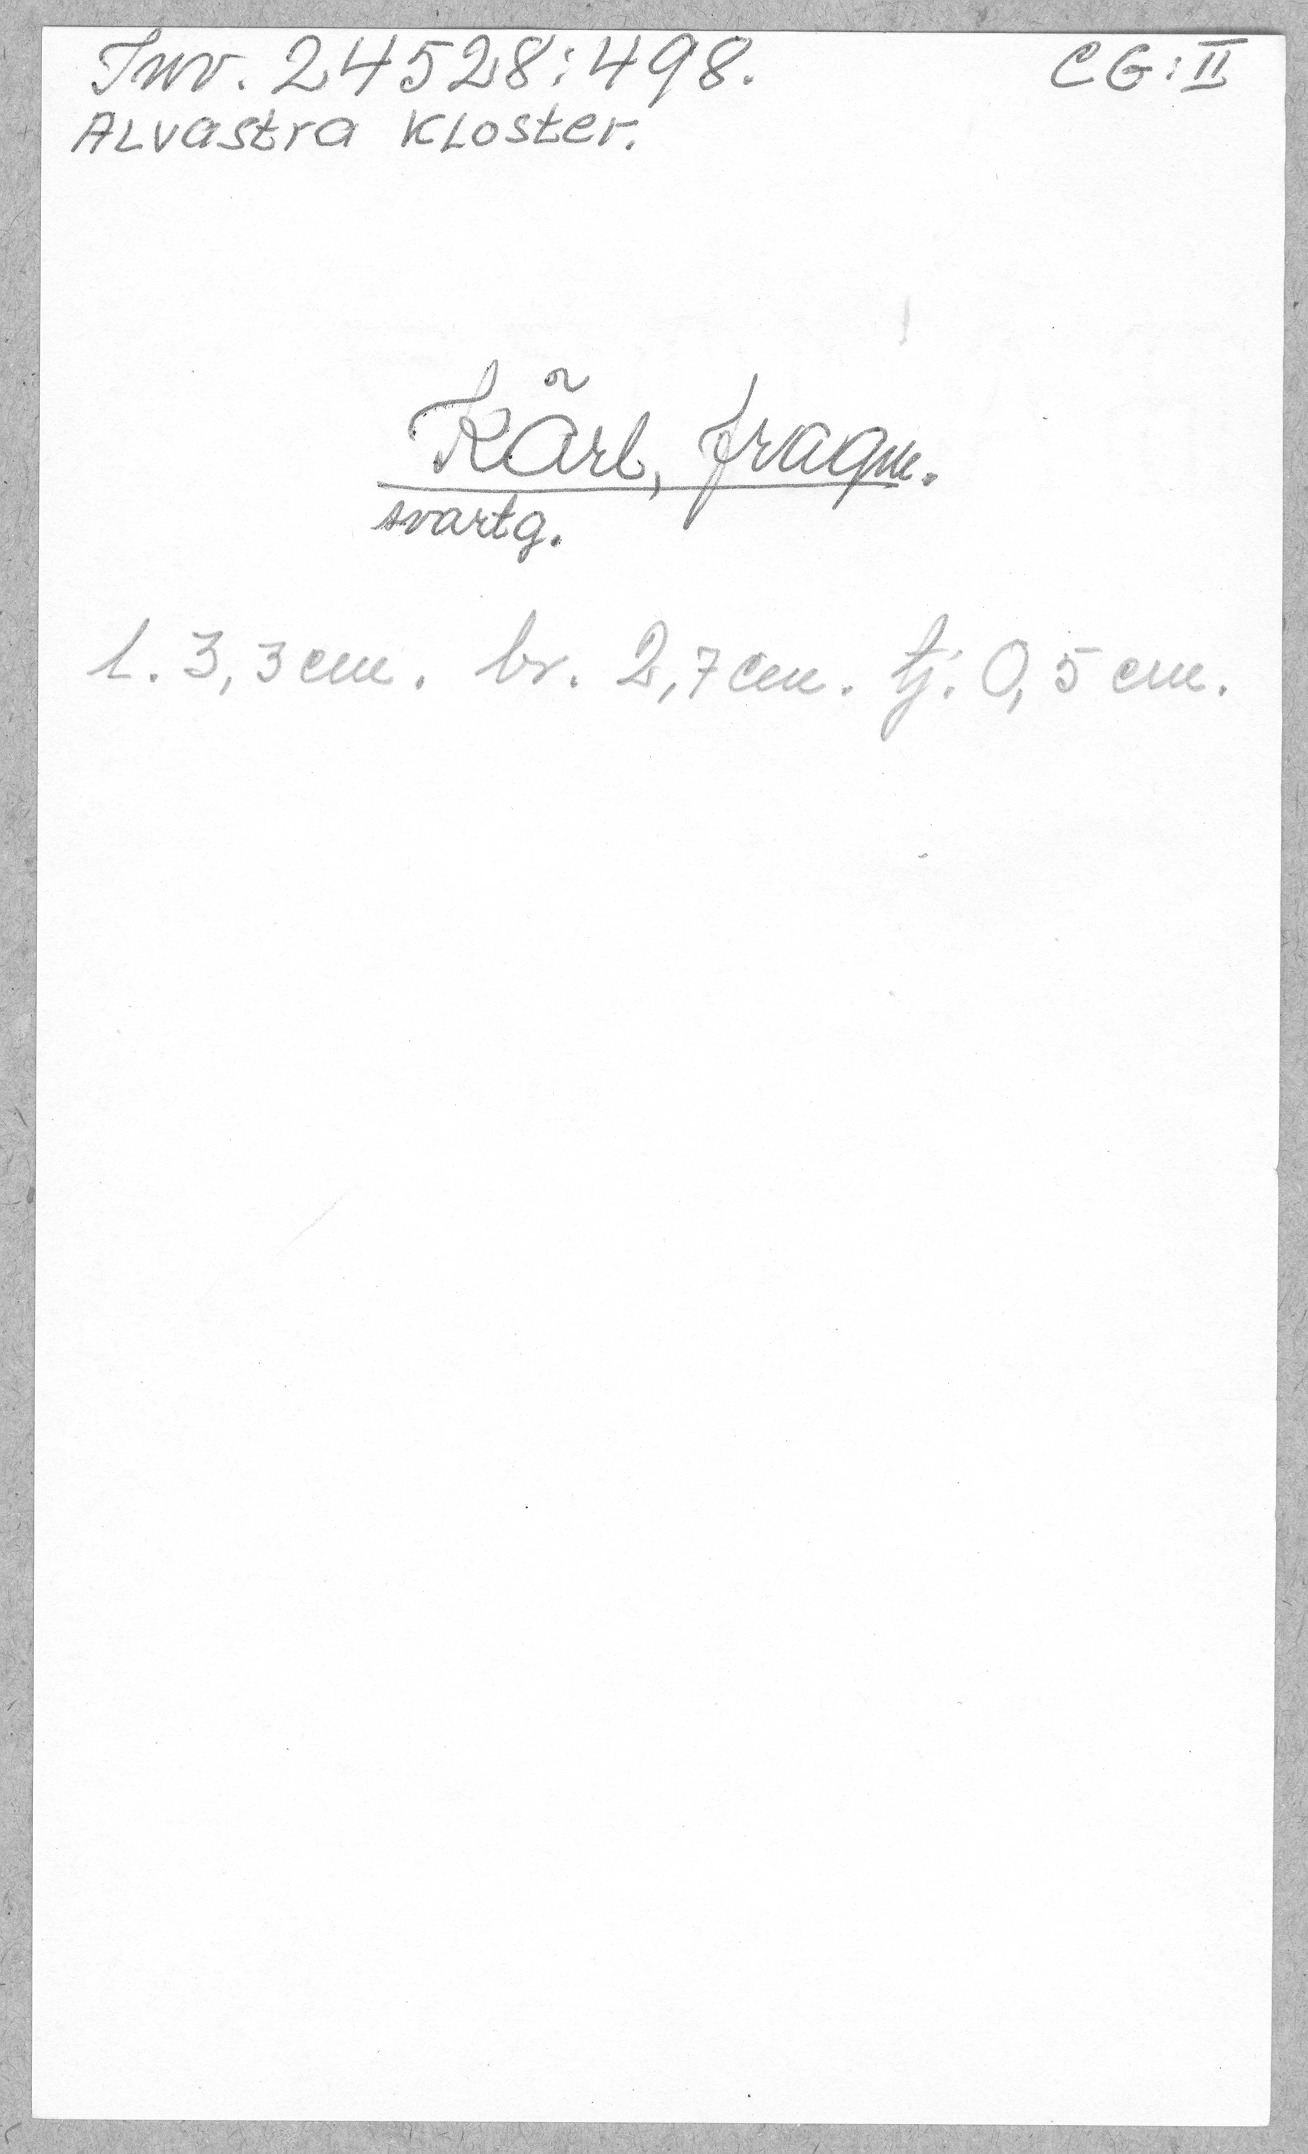 Inv. 24528:498. CG:II
Alvastra Kloster.
Kärl, fragm.
svartg.
l. 3,3 cm. br. 2,7 cm. tj. 0,5 cm.